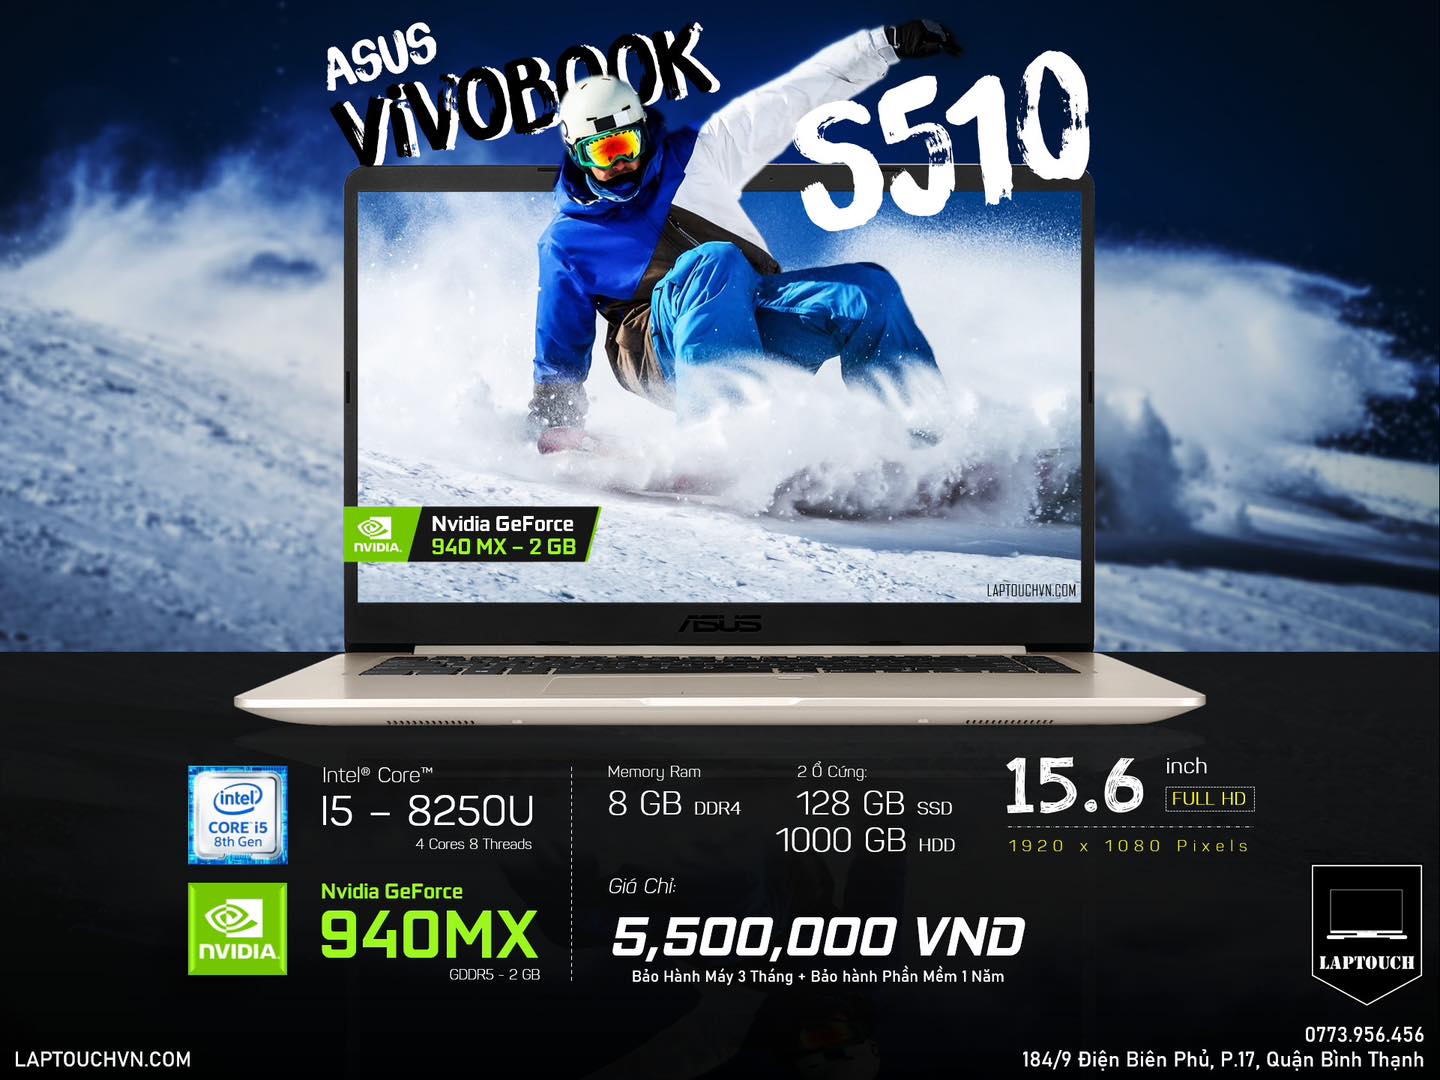 ASUS
VIVOBOOK
S510
NVIDIA.
Nvidia GeForce
940 MX – 2 GB
LAPTOUCHVN.COM
ASUS
intel
CORE i5
8th Gen
Intel® Core™
I5 – 8250U
4 Cores 8 Threads
NVIDIA.
Nvidia GeForce
940MX
GDDR5 - 2 GB
Memory Ram
8 GB DDR4
2 Ổ Cứng:
128 GB SSD
1000 GB HDD
15.6 inch
FULL HD
1920 x 1080 Pixels
Giá Chỉ:
5,500,000 VND
Bảo Hành Máy 3 Tháng + Bảo hành Phần Mềm 1 Năm
LAPTOUCH
0773.956.456
LAPTOUCHVN.COM
184/9 Điện Biên Phủ, P.17, Quận Bình Thạnh